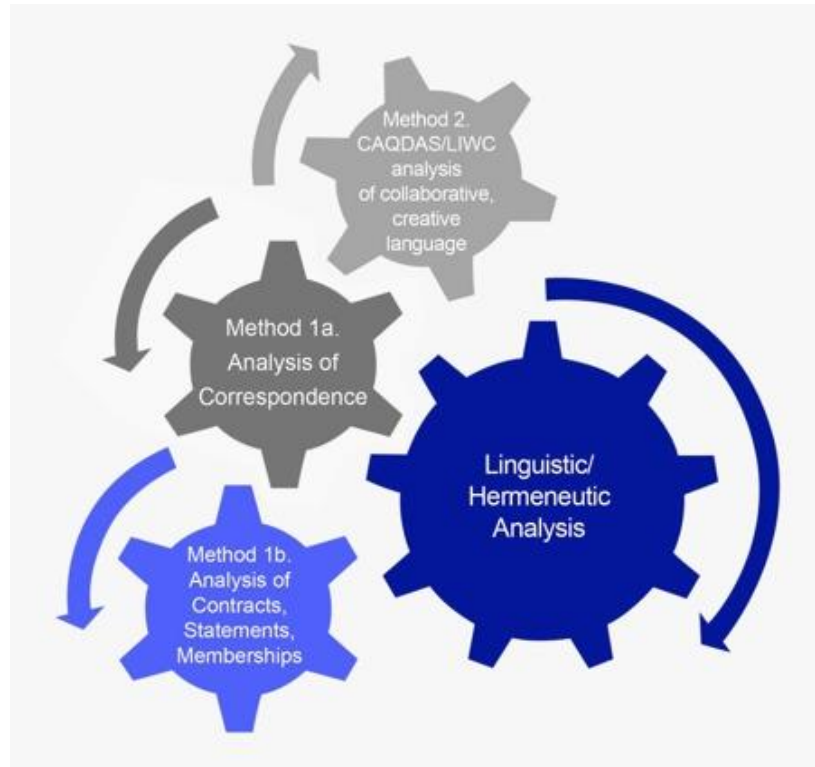 Method 2.
CAQDAS/LIWC
analysis
of collaborative,
creative
language
Method 1a.
Analysis of
Correspondence
Linguistic/
Hermeneutic
Analysis
Method 1b.
Analysis of
Contracts,
Statements,
Memberships